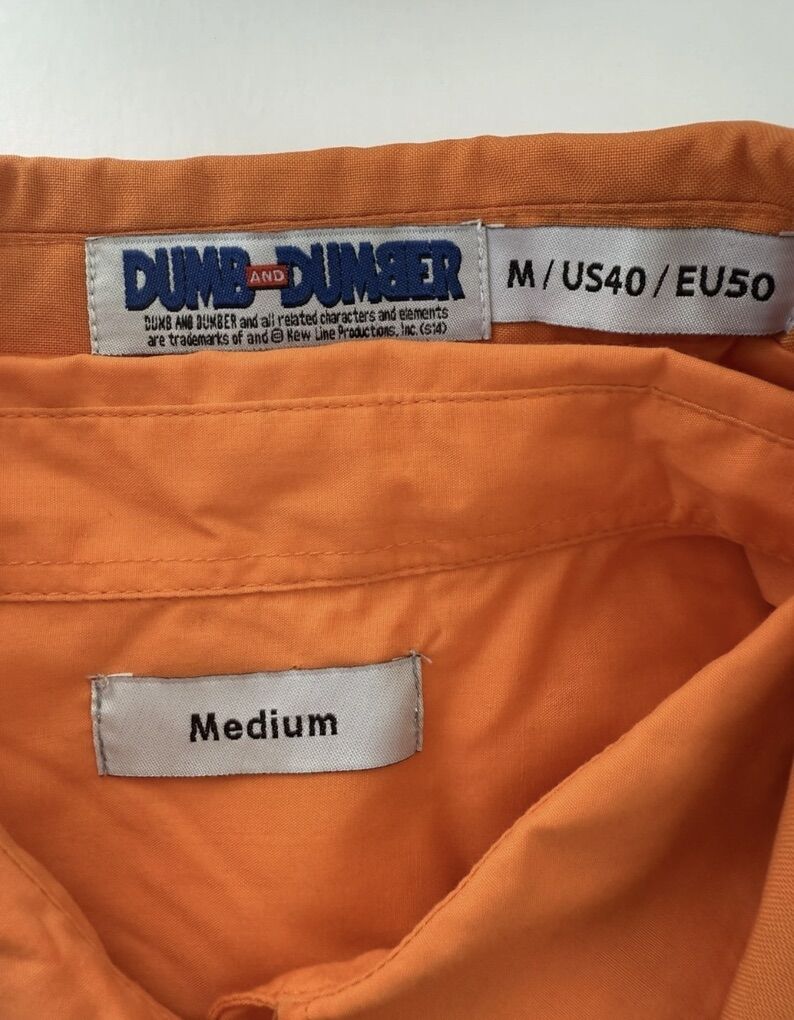 DUMB AND DUMBER
DUMB AND DUMBER and all related characters and elements
are trademarks of and © New Line Productions, Inc. (s14)
M / US40 / EU50
Medium